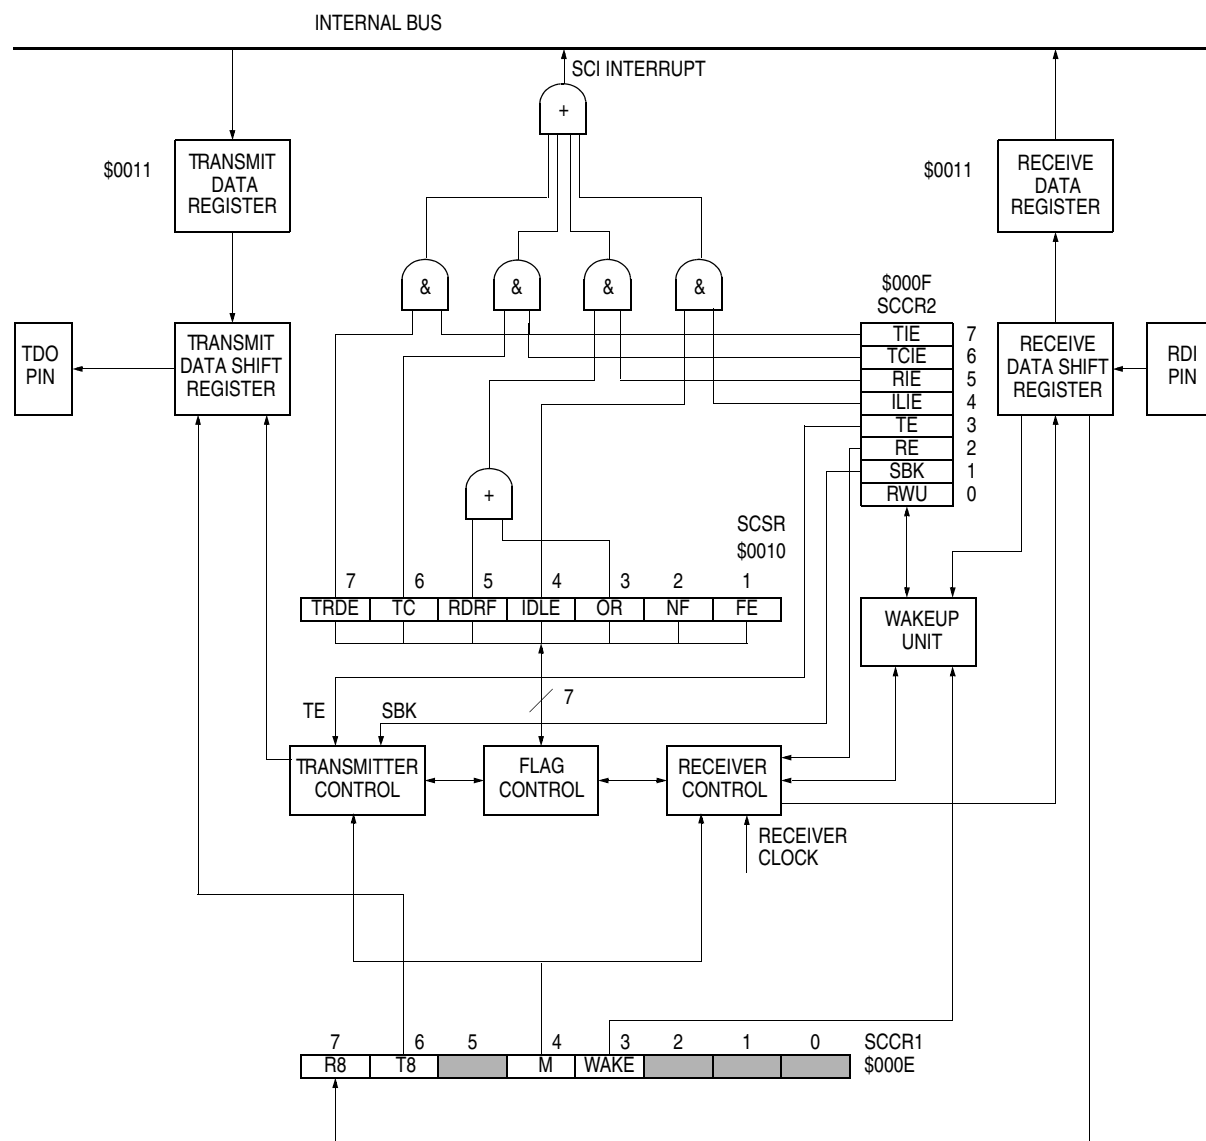 INTERNAL BUS
SCI INTERRUPT
+
$0011
TRANSMIT
DATA
REGISTER
$0011
RECEIVE
DATA
REGISTER
&
&
&
&
$000F
SCCR2
TDO
PIN
TRANSMIT
DATA SHIFT
REGISTER
TIE 7
TCIE 6
RIE 5
ILIE 4
TE 3
RE 2
SBK 1
RWU 0
RECEIVE
DATA SHIFT
REGISTER
RDI
PIN
+
SCSR
$0010
7 6 5 4 3 2 1
TRDE TC RDRF IDLE OR NF FE
WAKEUP
UNIT
7
TE
SBK
TRANSMITTER
CONTROL
FLAG
CONTROL
RECEIVER
CONTROL
RECEIVER
CLOCK
7 6 5 4 3 2 1 0 SCCR1
R8 T8 M WAKE $000E